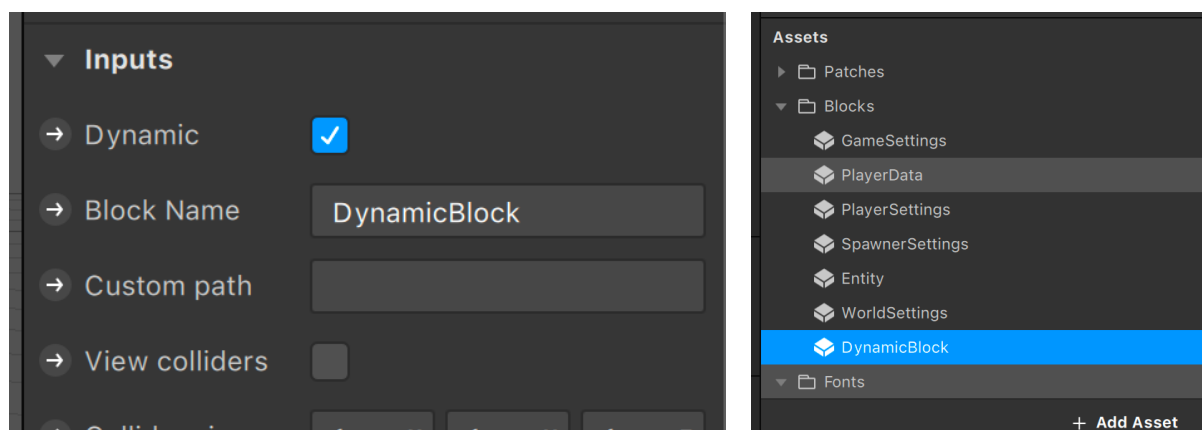 Inputs
Dynamic
Block Name
DynamicBlock
Custom path
View colliders
Assets
Patches
Blocks
GameSettings
PlayerData
PlayerSettings
SpawnerSettings
Entity
WorldSettings
DynamicBlock
Fonts
+ Add Asset